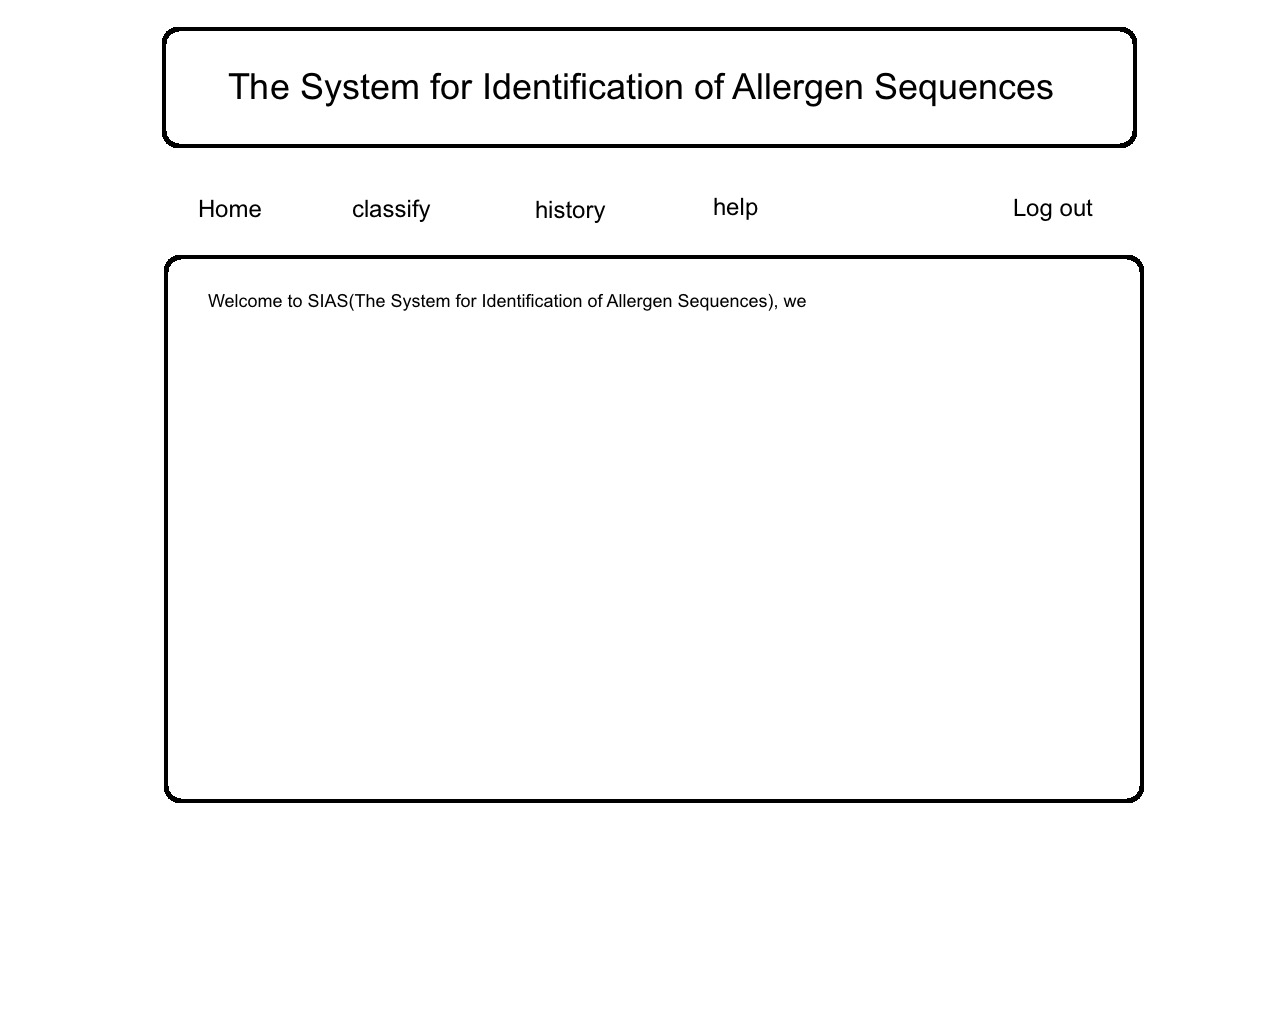 The System for Identification of Allergen Sequences
Home classify history help Log out
Welcome to SIAS(The System for Identification of Allergen Sequences), we